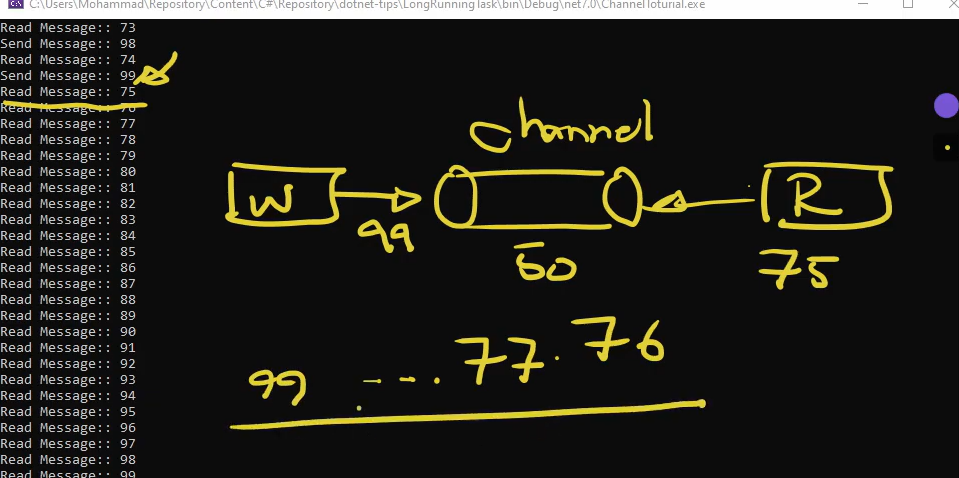 C:\Users\Mohammad\Repository\Content\C#\Repository\dotnet-tips\LongRunningTask\bin\Debug\net7.0\ChannelToturial.exe
Read Message:: 73
Send Message:: 98
Read Message:: 74
Send Message:: 99
Read Message:: 75
Read Message:: 76
Read Message:: 77
Read Message:: 78
Read Message:: 79
Read Message:: 80
Read Message:: 81
Read Message:: 82
Read Message:: 83
Read Message:: 84
Read Message:: 85
Read Message:: 86
Read Message:: 87
Read Message:: 88
Read Message:: 89
Read Message:: 90
Read Message:: 91
Read Message:: 92
Read Message:: 93
Read Message:: 94
Read Message:: 95
Read Message:: 96
Read Message:: 97
Read Message:: 98
Read Message:: 99
channel
W
R
99
50
75
99 ... 77. 76